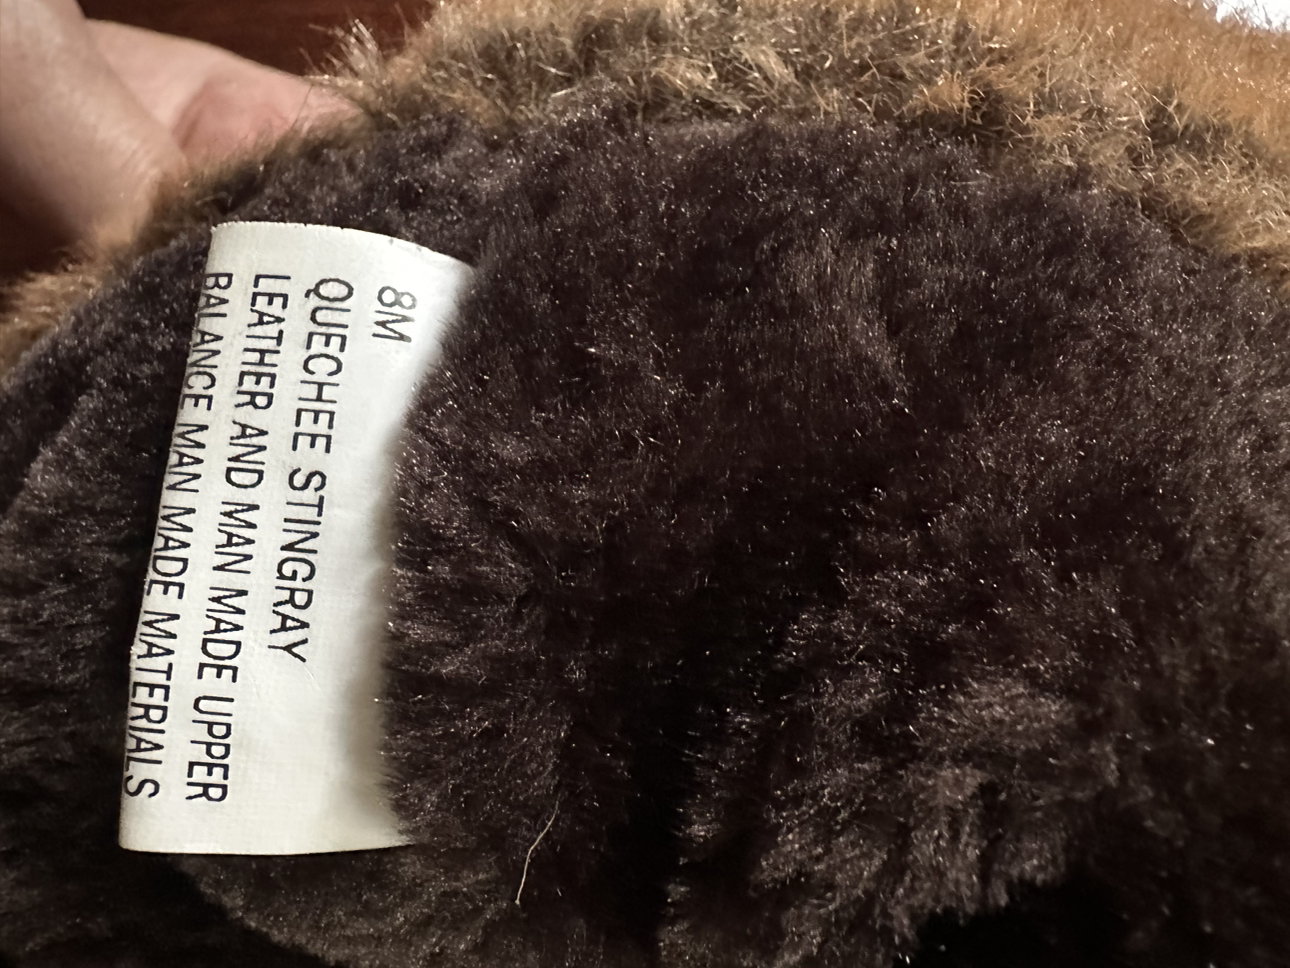 8M
QUECHEE STINGRAY
LEATHER AND MAN MADE UPPER
BALANCE MAN MADE MATERIALS